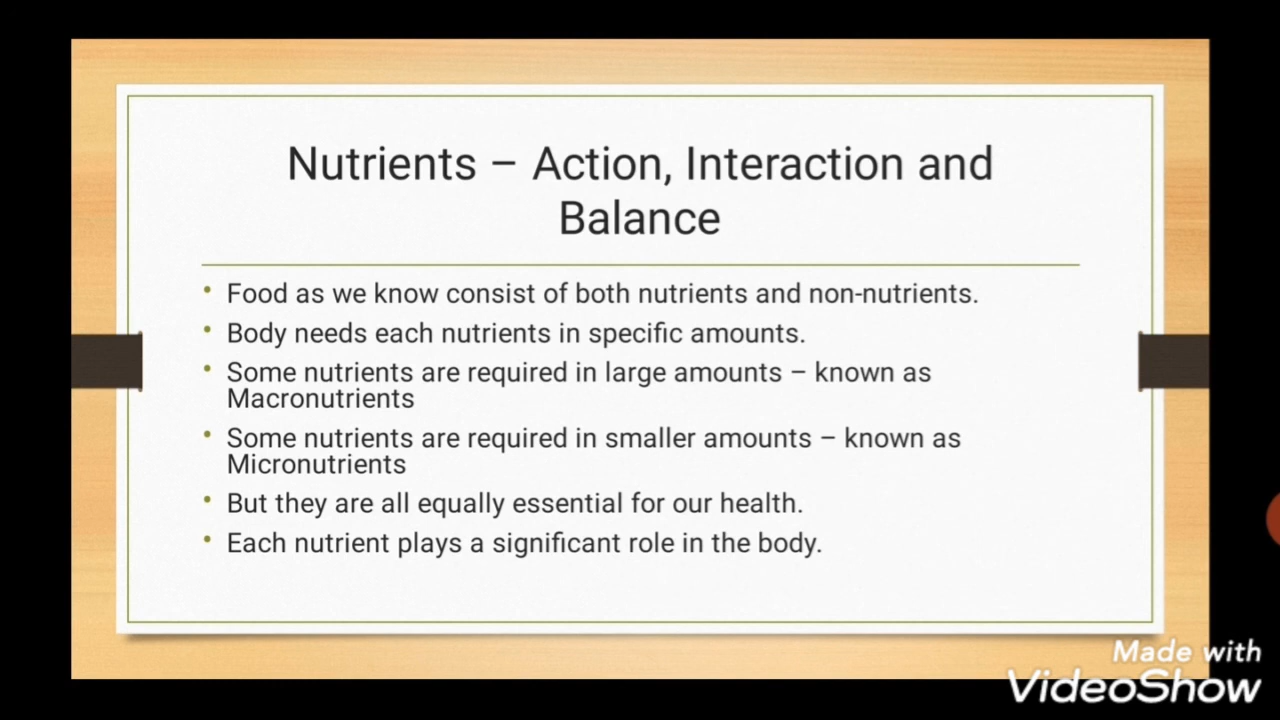 Nutrients – Action, Interaction and
Balance
• Food as we know consist of both nutrients and non-nutrients.
• Body needs each nutrients in specific amounts.
• Some nutrients are required in large amounts – known as
Macronutrients
• Some nutrients are required in smaller amounts – known as
Micronutrients
• But they are all equally essential for our health.
• Each nutrient plays a significant role in the body.
Made with
VideoShow